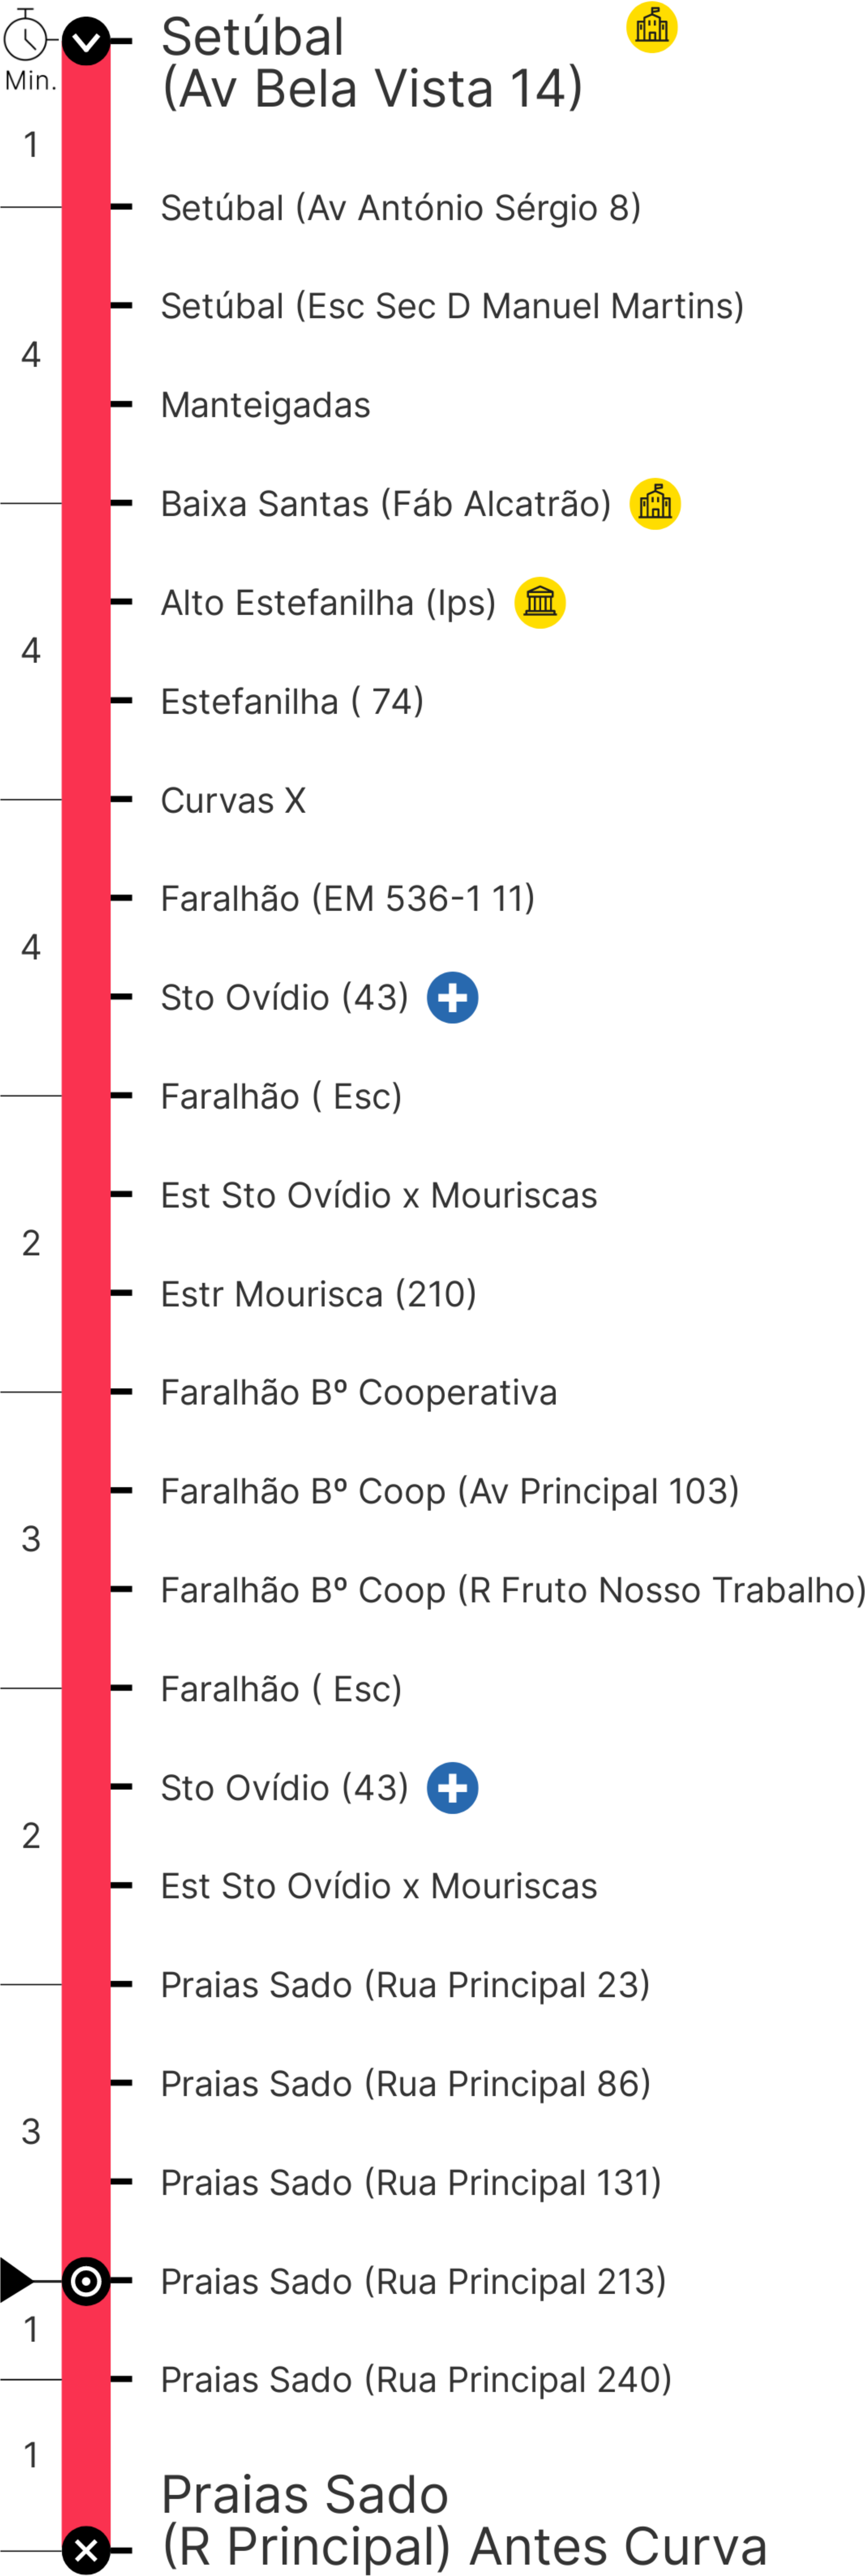 Setúbal
(Av Bela Vista 14)
Min.
1
Setúbal (Av António Sérgio 8)
Setúbal (Esc Sec D Manuel Martins)
4
Manteigadas
Baixa Santas (Fáb Alcatrão)
Alto Estefanilha (Ips)
4
Estefanilha ( 74)
Curvas X
Faralhão (EM 536-1 11)
4
Sto Ovídio (43)
Faralhão ( Esc)
Est Sto Ovídio x Mouriscas
2
Estr Mourisca (210)
Faralhão Bº Cooperativa
Faralhão Bº Coop (Av Principal 103)
3
Faralhão Bº Coop (R Fruto Nosso Trabalho)
Faralhão ( Esc)
Sto Ovídio (43)
2
Est Sto Ovídio x Mouriscas
Praias Sado (Rua Principal 23)
Praias Sado (Rua Principal 86)
3
Praias Sado (Rua Principal 131)
Praias Sado (Rua Principal 213)
1
Praias Sado (Rua Principal 240)
1
Praias Sado
(R Principal) Antes Curva